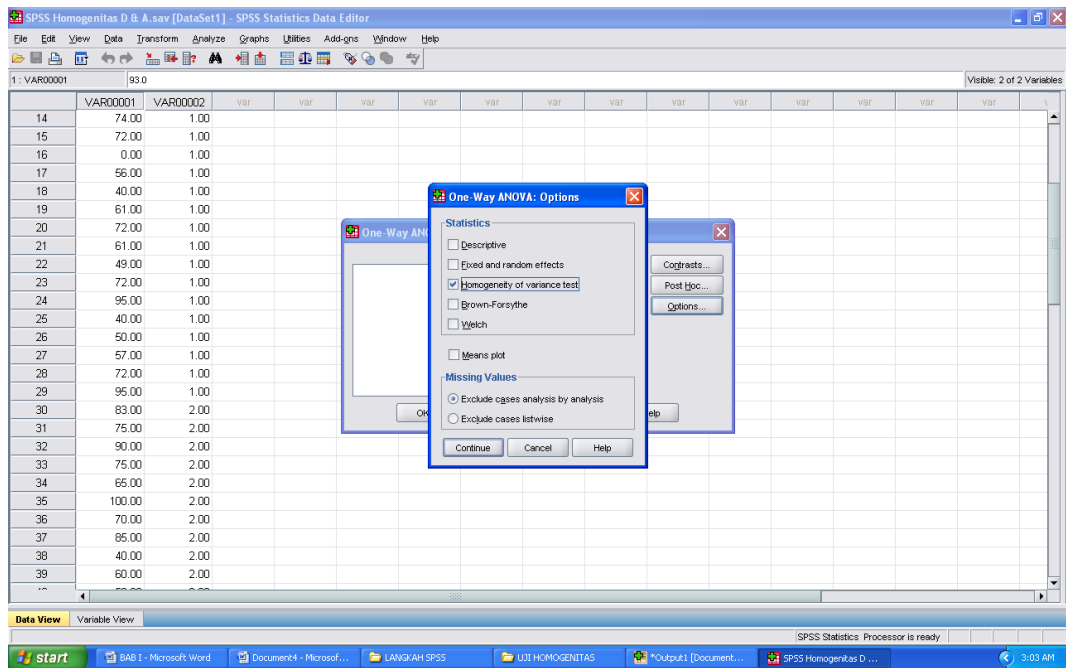 SPSS Homogenitas D & A.sav [DataSet1] - SPSS Statistics Data Editor
File Edit View Data Transform Analyze Graphs Utilities Add-ons Window Help
1 : VAR00001 93.0 Visible: 2 of 2 Variables
VAR00001 VAR00002 var var var var var var var var var var var var var
14 74.00 1.00
15 72.00 1.00
16 0.00 1.00
17 56.00 1.00
18 40.00 1.00
19 61.00 1.00
20 72.00 1.00
21 61.00 1.00
22 49.00 1.00
23 72.00 1.00
24 95.00 1.00
25 40.00 1.00
26 50.00 1.00
27 57.00 1.00
28 72.00 1.00
29 95.00 1.00
30 83.00 2.00
31 75.00 2.00
32 90.00 2.00
33 75.00 2.00
34 65.00 2.00
35 100.00 2.00
36 70.00 2.00
37 85.00 2.00
38 40.00 2.00
39 60.00 2.00
One-Way
Contrasts...
Post Hoc...
Options...
One-Way ANOVA: Options
Statistics
Descriptive
Fixed and random effects
Homogeneity of variance test
Brown-Forsythe
Welch
Means plot
Missing Values
Exclude cases analysis by analysis
Exclude cases listwise
Continue Cancel Help
Data View Variable View
SPSS Statistics Processor is ready
start BAB I - Microsoft Word Document4 - Microsof... LANGKAH SPSS UJI HOMOGENITAS *Output1 [Document... SPSS Homogenitas D ... 3:03 AM